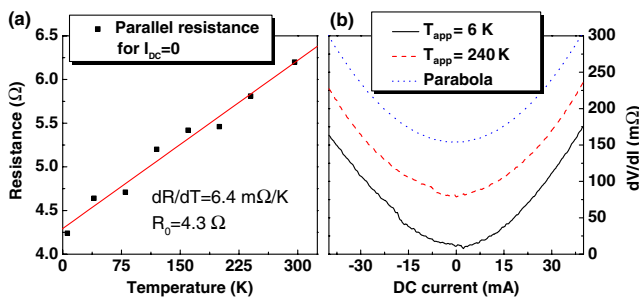 (a)
Parallel resistance
for I_DC=0
6.5
6.0
5.5
5.0
4.5
4.0
Resistance (Ω)
dR/dT=6.4 mΩ/K
R_0=4.3 Ω
0 75 150 225 300
Temperature (K)
(b)
T_app = 6 K
T_app = 240 K
Parabola
300
250
200
150
100
50
0
dV/dI (mΩ)
-30 -15 0 15 30
DC current (mA)